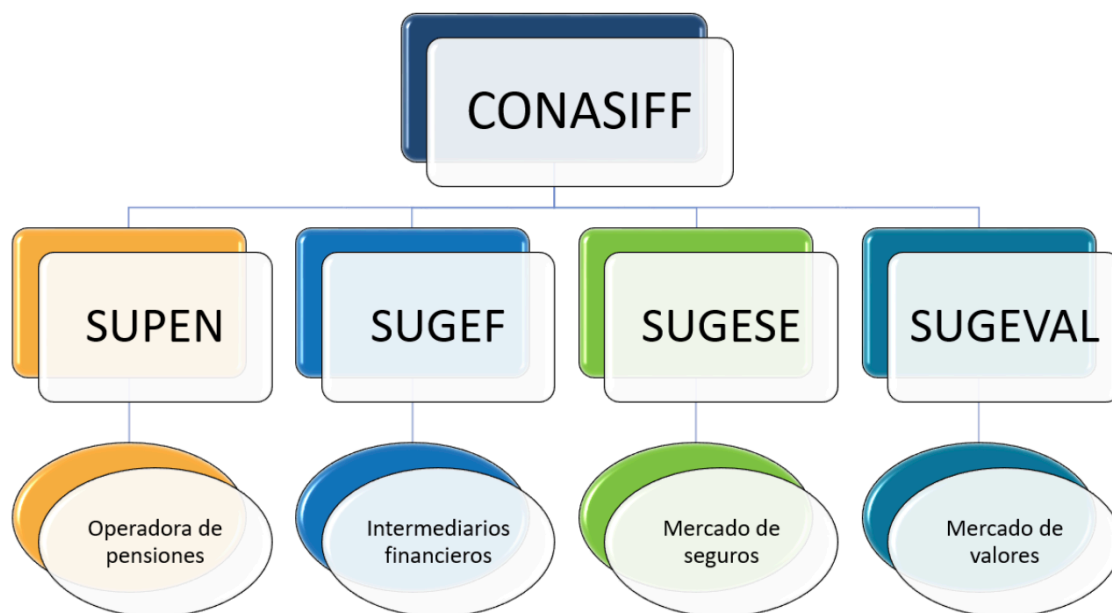 CONASIFF
SUPEN
SUGEF
SUGESE
SUGEVAL
Operadora de
pensiones
Intermediarios
financieros
Mercado de
seguros
Mercado de
valores